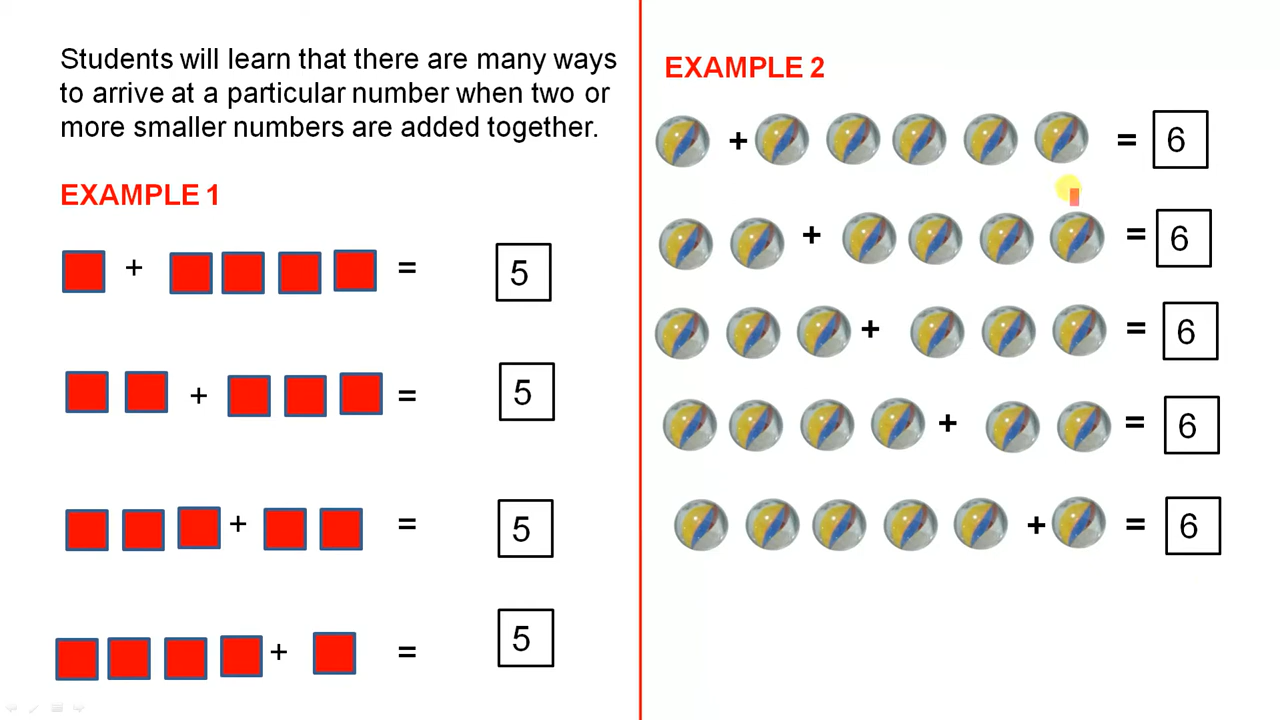 Students will learn that there are many ways
to arrive at a particular number when two or
more smaller numbers are added together.
EXAMPLE 1
+ = 5
+ = 5
+ = 5
+ = 5
EXAMPLE 2
+ = 6
+ = 6
+ = 6
+ = 6
+ = 6